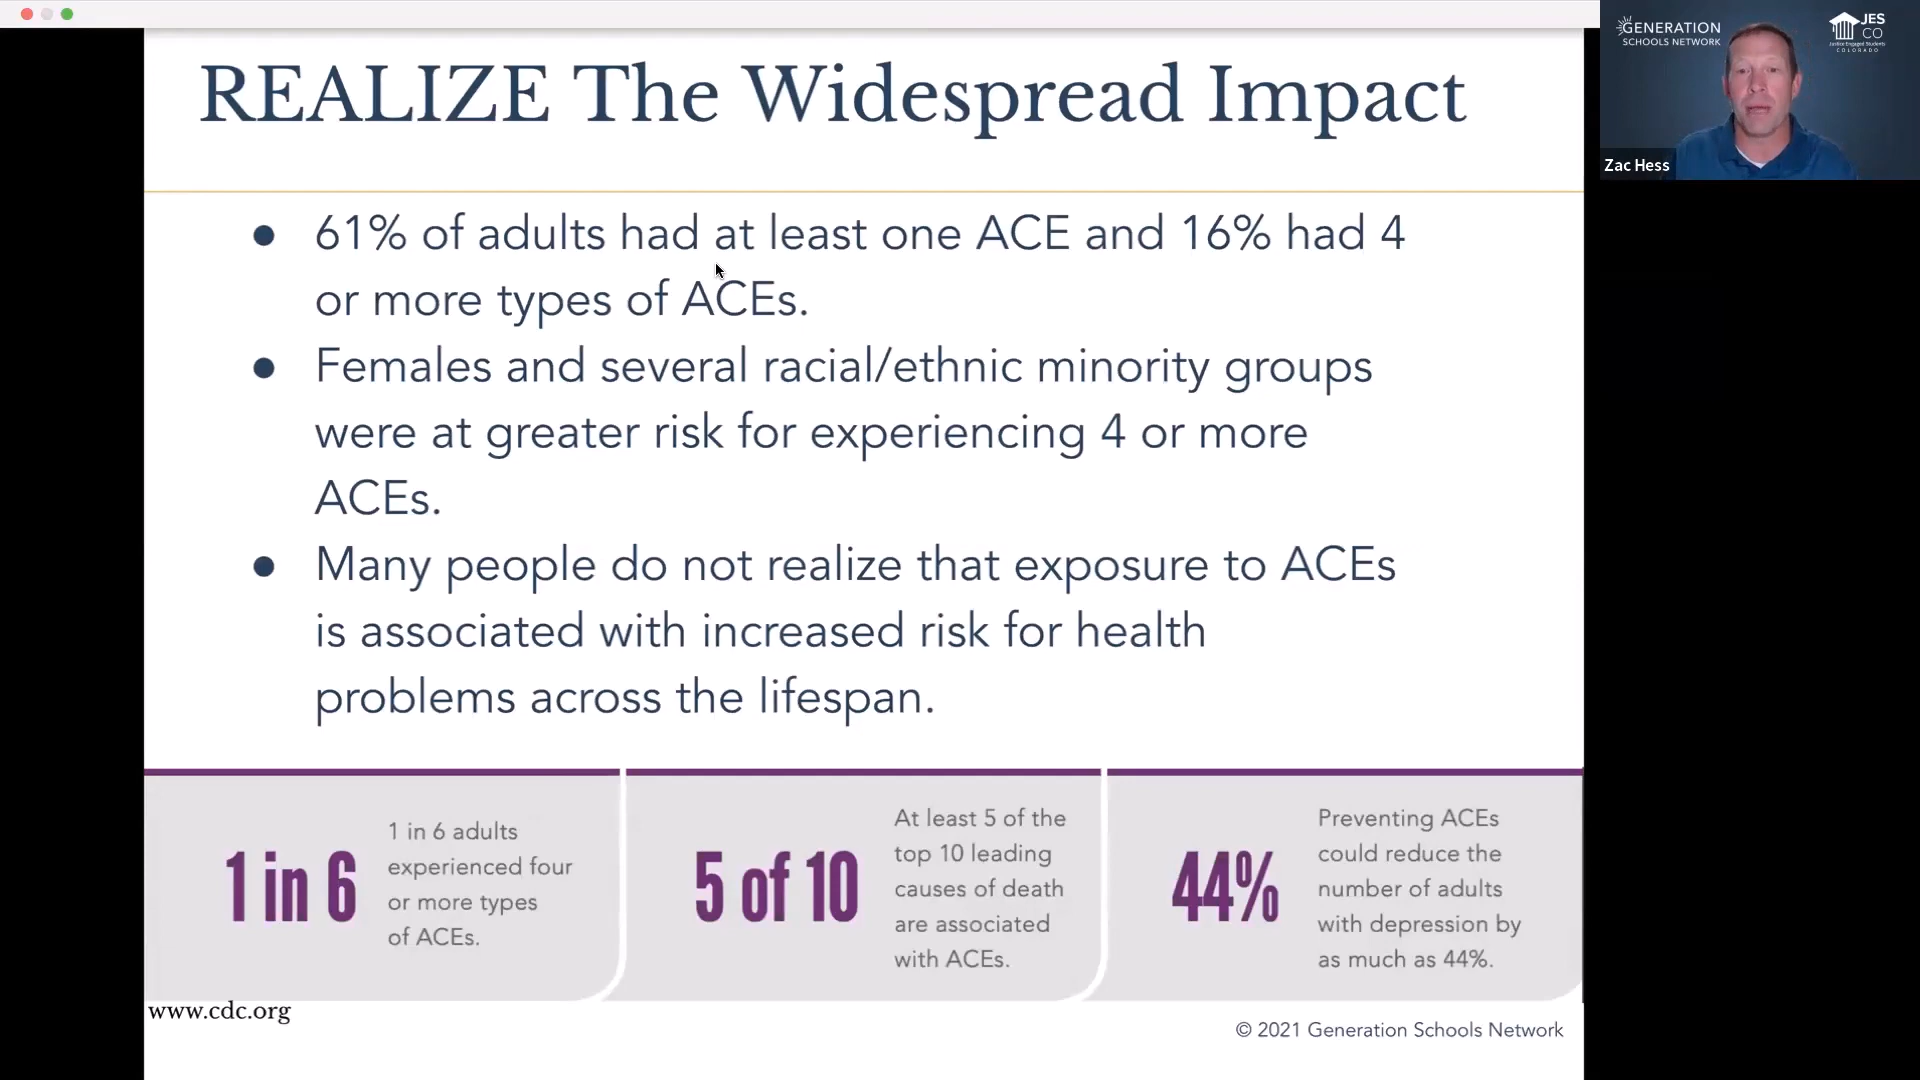 REALIZE The Widespread Impact
61% of adults had at least one ACE and 16% had 4
or more types of ACEs.
Females and several racial/ethnic minority groups
were at greater risk for experiencing 4 or more
ACEs.
Many people do not realize that exposure to ACEs
is associated with increased risk for health
problems across the lifespan.
1 in 6
1 in 6 adults
experienced four
or more types
of ACEs.
5 of 10
At least 5 of the
top 10 leading
causes of death
are associated
with ACEs.
44%
Preventing ACEs
could reduce the
number of adults
with depression by
as much as 44%.
www.cdc.org
© 2021 Generation Schools Network
GENERATION
SCHOOLS NETWORK
JES
CO
Justice Engaged Students
COLORADO
Zac Hess